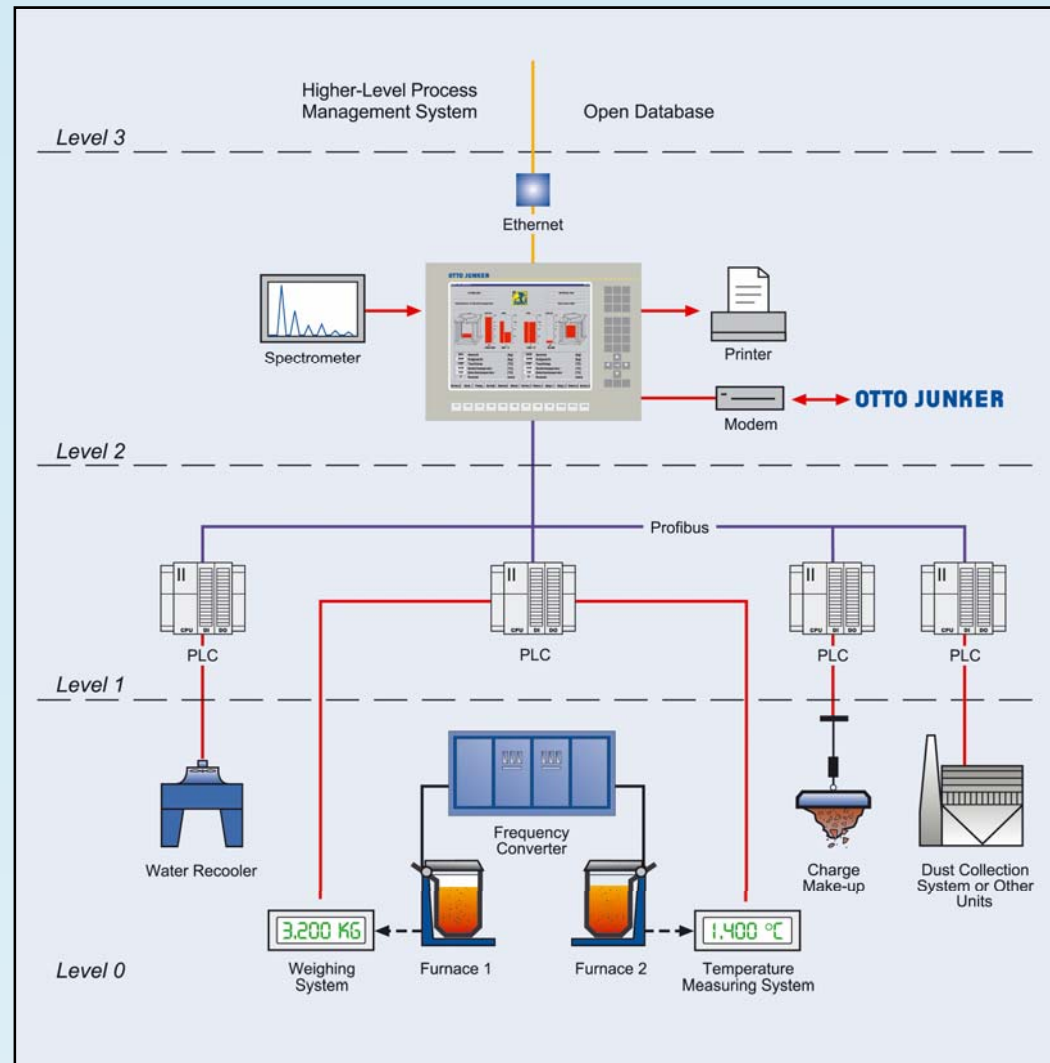 Higher-Level Process
Management System
Open Database
Level 3
Ethernet
OTTO JUNKER
Spectrometer
Printer
OTTO JUNKER
Modem
Level 2
Profibus
CPU DI DO
CPU DI DO
CPU DI DO
CPU DI DO
PLC
PLC
PLC
PLC
Level 1
Frequency
Converter
Water Recooler
Charge
Make-up
Dust Collection
System or Other
Units
3.200 KG
1.400 °C
Weighing
System
Furnace 1
Furnace 2
Temperature
Measuring System
Level 0